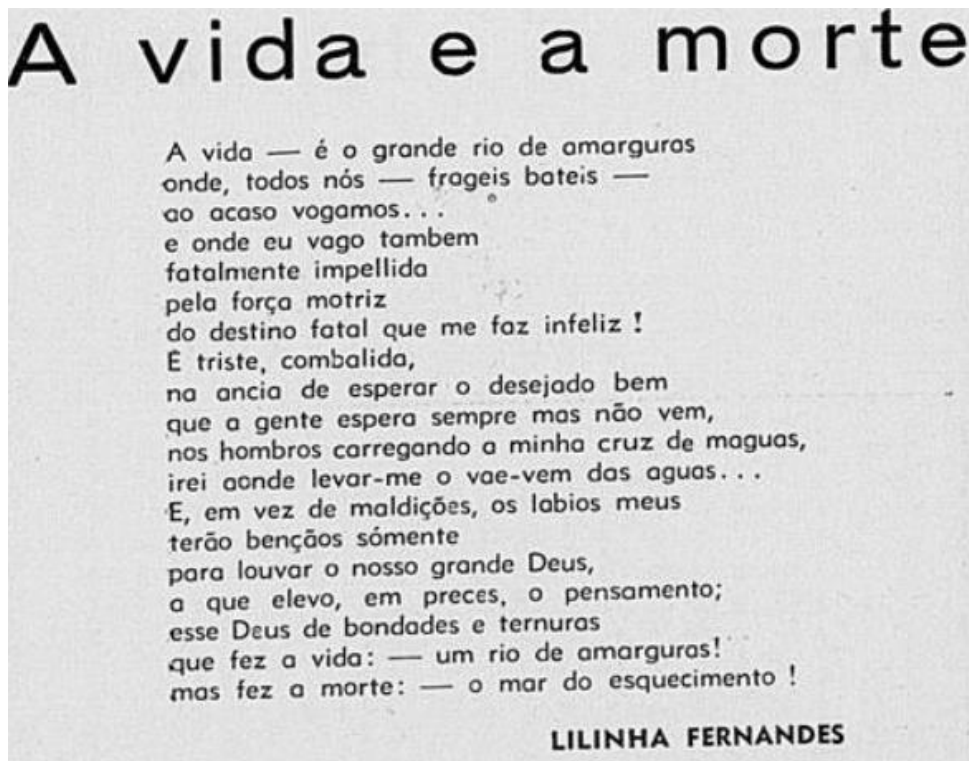 A vida e a morte
A vida — é o grande rio de amarguras
onde, todos nós — frageis bateis —
ao acaso vogamos...
e onde eu vago tambem
fatalmente impellida
pela força motriz
do destino fatal que me faz infeliz !
E triste, combalida,
na ancia de esperar o desejado bem
que a gente espera sempre mas não vem,
nos hombros carregando a minha cruz de maguas,
irei aonde levar-me o vae-vem das aguas...
E, em vez de maldições, os labios meus
terão bençãos sómente
para louvar o nosso grande Deus,
a que elevo, em preces, o pensamento;
esse Deus de bondades e ternuras
que fez a vida: — um rio de amarguras!
mas fez a morte: — o mar do esquecimento !
LILINHA FERNANDES